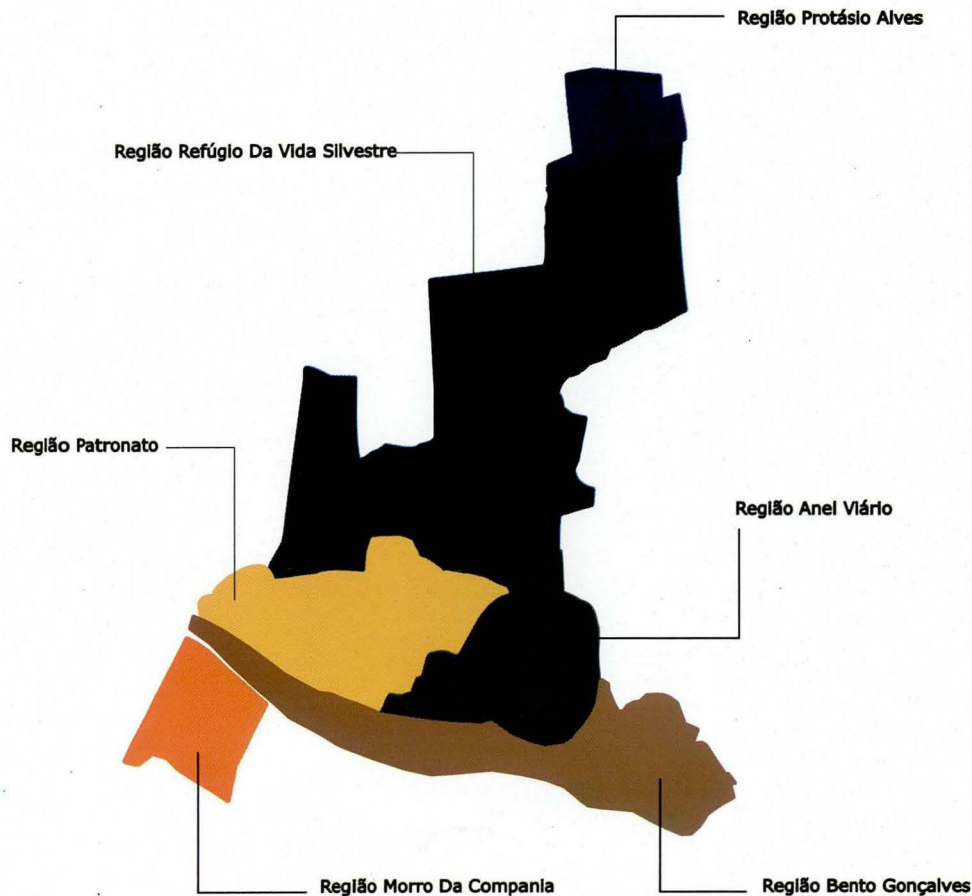 Região Protásio Alves
Região Refúgio Da Vida Silvestre
Região Patronato
Região Anel Viário
Região Morro Da Compania
Região Bento Gonçalves